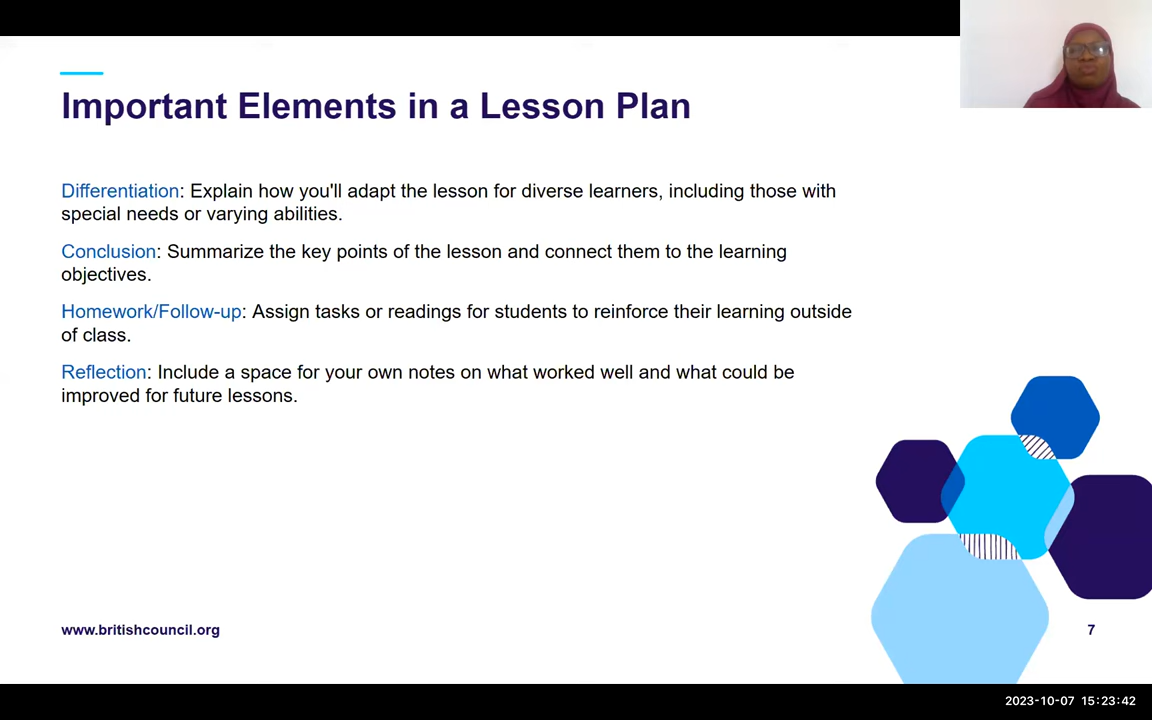 Important Elements in a Lesson Plan
Differentiation: Explain how you'll adapt the lesson for diverse learners, including those with
special needs or varying abilities.
Conclusion: Summarize the key points of the lesson and connect them to the learning
objectives.
Homework/Follow-up: Assign tasks or readings for students to reinforce their learning outside
of class.
Reflection: Include a space for your own notes on what worked well and what could be
improved for future lessons.
www.britishcouncil.org
7
2023-10-07 15:23:42